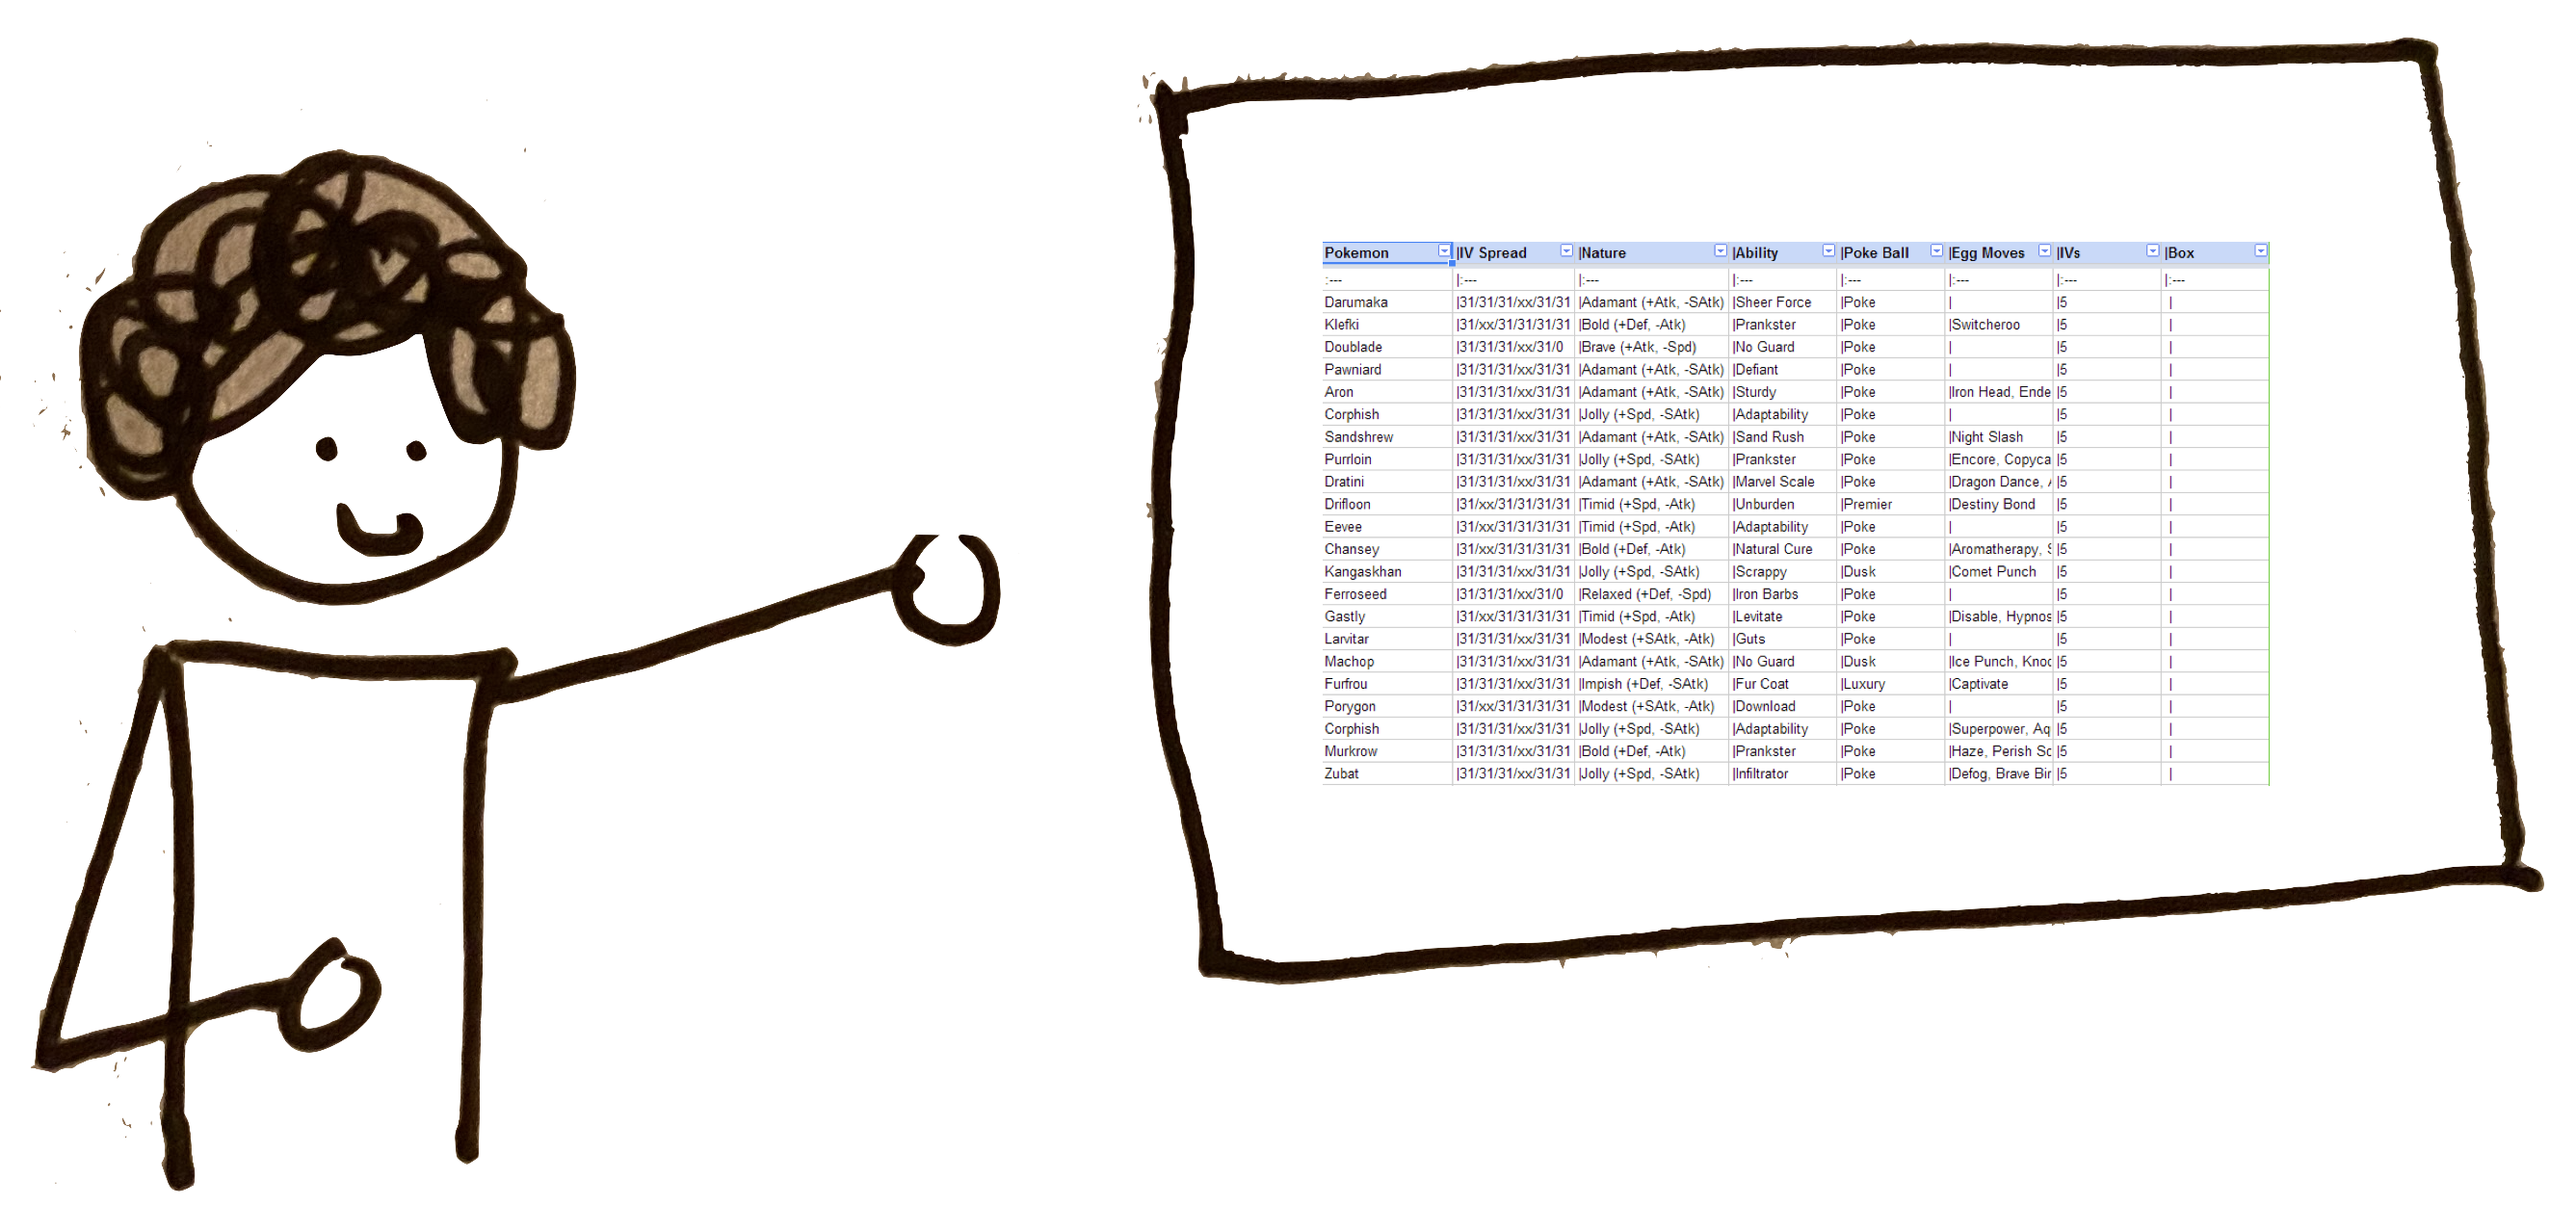 Pokemon |IV Spread |Nature |Ability |Poke Ball |Egg Moves |IVs |Box
:--- |:--- |:--- |:--- |:--- |:--- |:--- |:---
Darumaka |31/31/31/xx/31/31 |Adamant (+Atk, -SAtk) |Sheer Force |Poke | |5 |
Klefki |31/xx/31/31/31/31 |Bold (+Def, -Atk) |Prankster |Poke |Switcheroo |5 |
Doublade |31/31/31/xx/31/0 |Brave (+Atk, -Spd) |No Guard |Poke | |5 |
Pawniard |31/31/31/xx/31/31 |Adamant (+Atk, -SAtk) |Defiant |Poke | |5 |
Aron |31/31/31/xx/31/31 |Adamant (+Atk, -SAtk) |Sturdy |Poke |Iron Head, Ende |5 |
Corphish |31/31/31/xx/31/31 |Jolly (+Spd, -SAtk) |Adaptability |Poke | |5 |
Sandshrew |31/31/31/xx/31/31 |Adamant (+Atk, -SAtk) |Sand Rush |Poke |Night Slash |5 |
Purrloin |31/31/31/xx/31/31 |Jolly (+Spd, -SAtk) |Prankster |Poke |Encore, Copyca |5 |
Dratini |31/31/31/xx/31/31 |Adamant (+Atk, -SAtk) |Marvel Scale |Poke |Dragon Dance, |5 |
Drifloon |31/xx/31/31/31/31 |Timid (+Spd, -Atk) |Unburden |Premier |Destiny Bond |5 |
Eevee |31/xx/31/31/31/31 |Timid (+Spd, -Atk) |Adaptability |Poke | |5 |
Chansey |31/xx/31/31/31/31 |Bold (+Def, -Atk) |Natural Cure |Poke |Aromatherapy, S |5 |
Kangaskhan |31/31/31/xx/31/31 |Jolly (+Spd, -SAtk) |Scrappy |Dusk |Comet Punch |5 |
Ferroseed |31/31/31/xx/31/0 |Relaxed (+Def, -Spd) |Iron Barbs |Poke | |5 |
Gastly |31/xx/31/31/31/31 |Timid (+Spd, -Atk) |Levitate |Poke |Disable, Hypnos |5 |
Larvitar |31/31/31/xx/31/31 |Modest (+SAtk, -Atk) |Guts |Poke | |5 |
Machop |31/31/31/xx/31/31 |Adamant (+Atk, -SAtk) |No Guard |Dusk |Ice Punch, Knoc |5 |
Furfrou |31/31/31/xx/31/31 |Impish (+Def, -SAtk) |Fur Coat |Luxury |Captivate |5 |
Porygon |31/xx/31/31/31/31 |Modest (+SAtk, -Atk) |Download |Poke | |5 |
Corphish |31/31/31/xx/31/31 |Jolly (+Spd, -SAtk) |Adaptability |Poke |Superpower, Aq |5 |
Murkrow |31/31/31/xx/31/31 |Bold (+Def, -Atk) |Prankster |Poke |Haze, Perish Sc |5 |
Zubat |31/31/31/xx/31/31 |Jolly (+Spd, -SAtk) |Infiltrator |Poke |Defog, Brave Bir |5 |